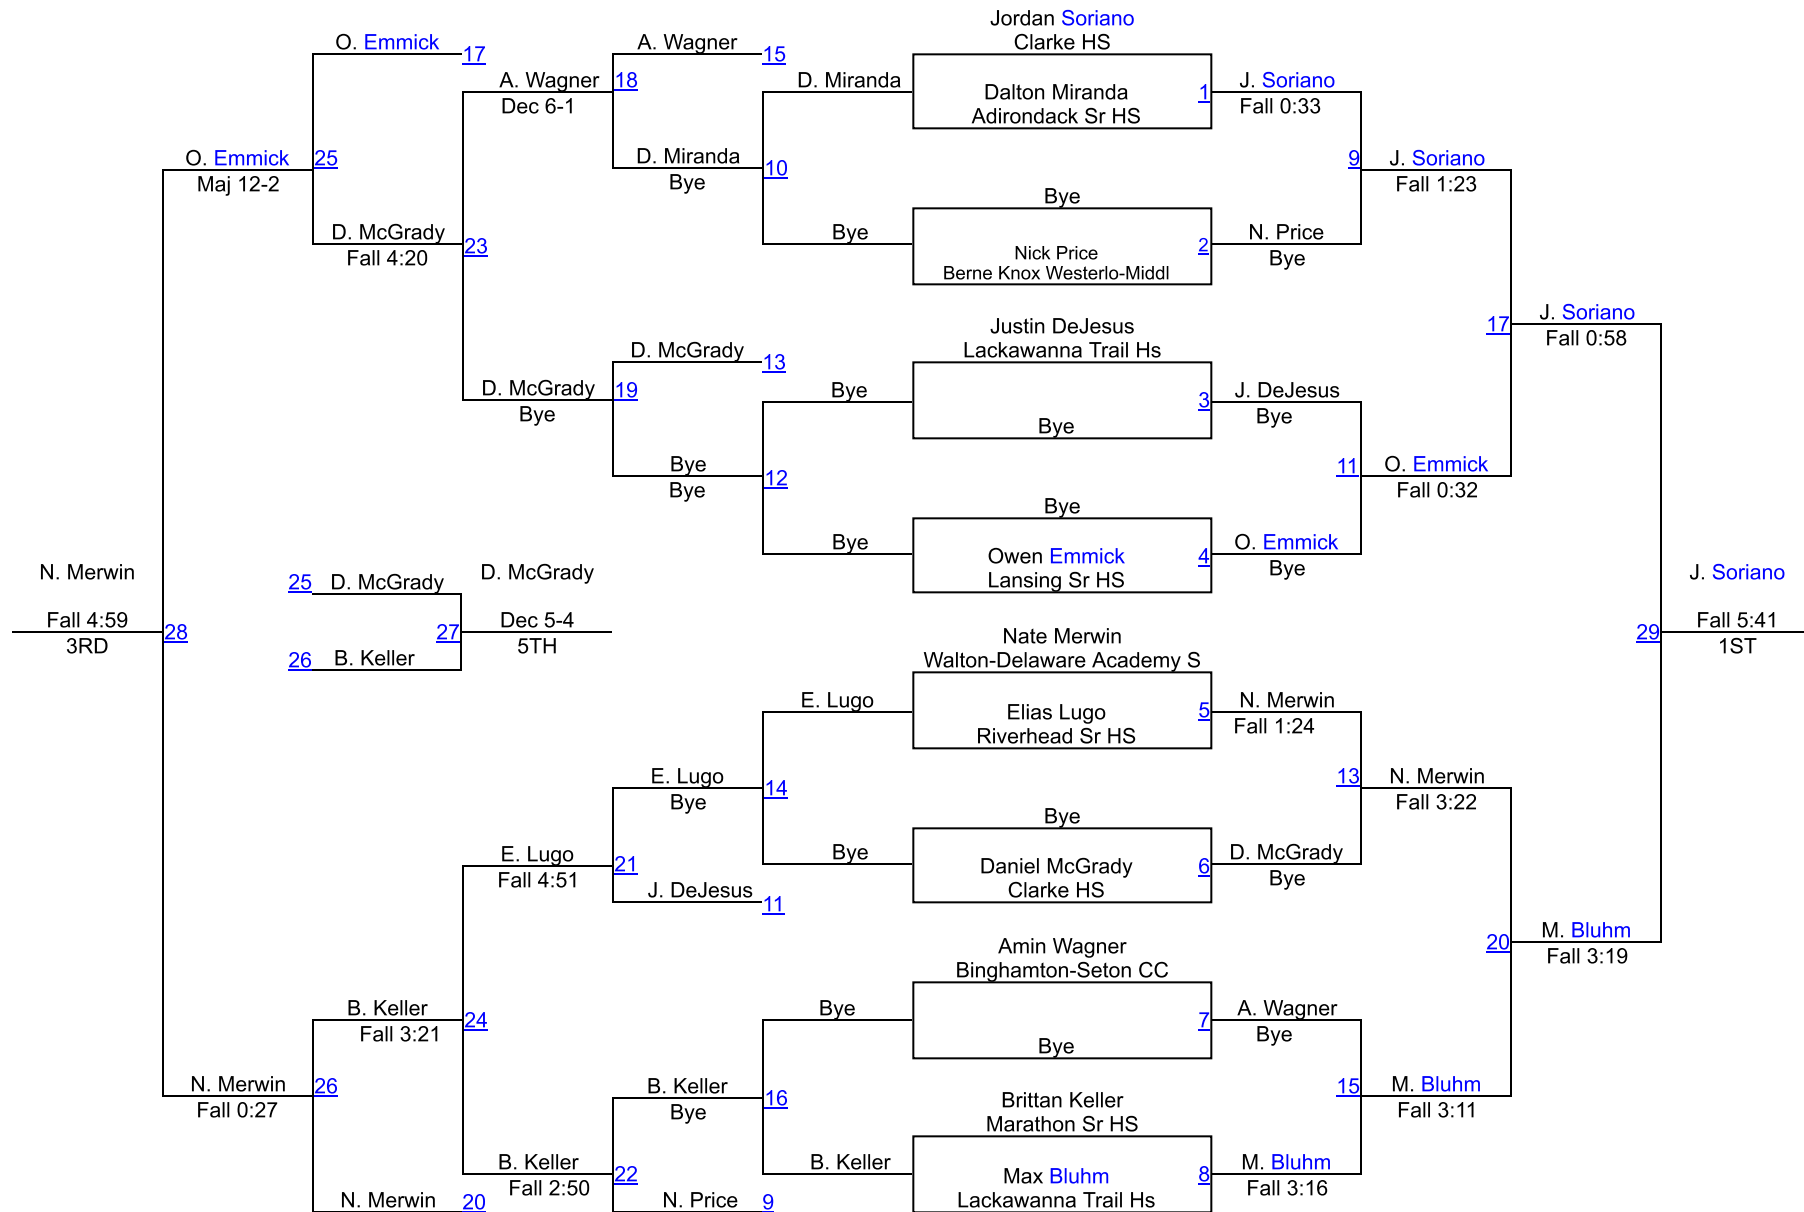 Jordan Soriano
Clarke HS
O. Emmick
17
A. Wagner
15
A. Wagner
18
Dec 6-1
D. Miranda
Dalton Miranda
Adirondack Sr HS
1
J. Soriano
Fall 0:33
O. Emmick
25
Maj 12-2
D. Miranda
Bye
10
9
J. Soriano
Fall 1:23
Bye
D. McGrady
Fall 4:20
23
Bye
Nick Price
Berne Knox Westerlo-Middl
2
N. Price
Bye
Justin DeJesus
Lackawanna Trail Hs
17
J. Soriano
Fall 0:58
D. McGrady
13
D. McGrady
Bye
19
Bye
Bye
3
J. DeJesus
Bye
Bye
Bye
12
11
O. Emmick
Fall 0:32
Bye
Bye
Owen Emmick
Lansing Sr HS
4
O. Emmick
Bye
N. Merwin
Fall 4:59
3RD
28
25
D. McGrady
26
B. Keller
27
D. McGrady
Dec 5-4
5TH
J. Soriano
29
Fall 5:41
1ST
Nate Merwin
Walton-Delaware Academy S
E. Lugo
Elias Lugo
Riverhead Sr HS
5
N. Merwin
Fall 1:24
E. Lugo
Bye
14
13
N. Merwin
Fall 3:22
Bye
E. Lugo
Fall 4:51
21
Bye
Daniel McGrady
Clarke HS
6
D. McGrady
Bye
J. DeJesus
11
Amin Wagner
Binghamton-Seton CC
20
M. Bluhm
Fall 3:19
B. Keller
Fall 3:21
24
Bye
Bye
7
A. Wagner
Bye
N. Merwin
Fall 0:27
26
B. Keller
Bye
16
Brittan Keller
Marathon Sr HS
15
M. Bluhm
Fall 3:11
B. Keller
Fall 2:50
22
B. Keller
Max Bluhm
Lackawanna Trail Hs
8
M. Bluhm
Fall 3:16
N. Merwin
20
N. Price
9